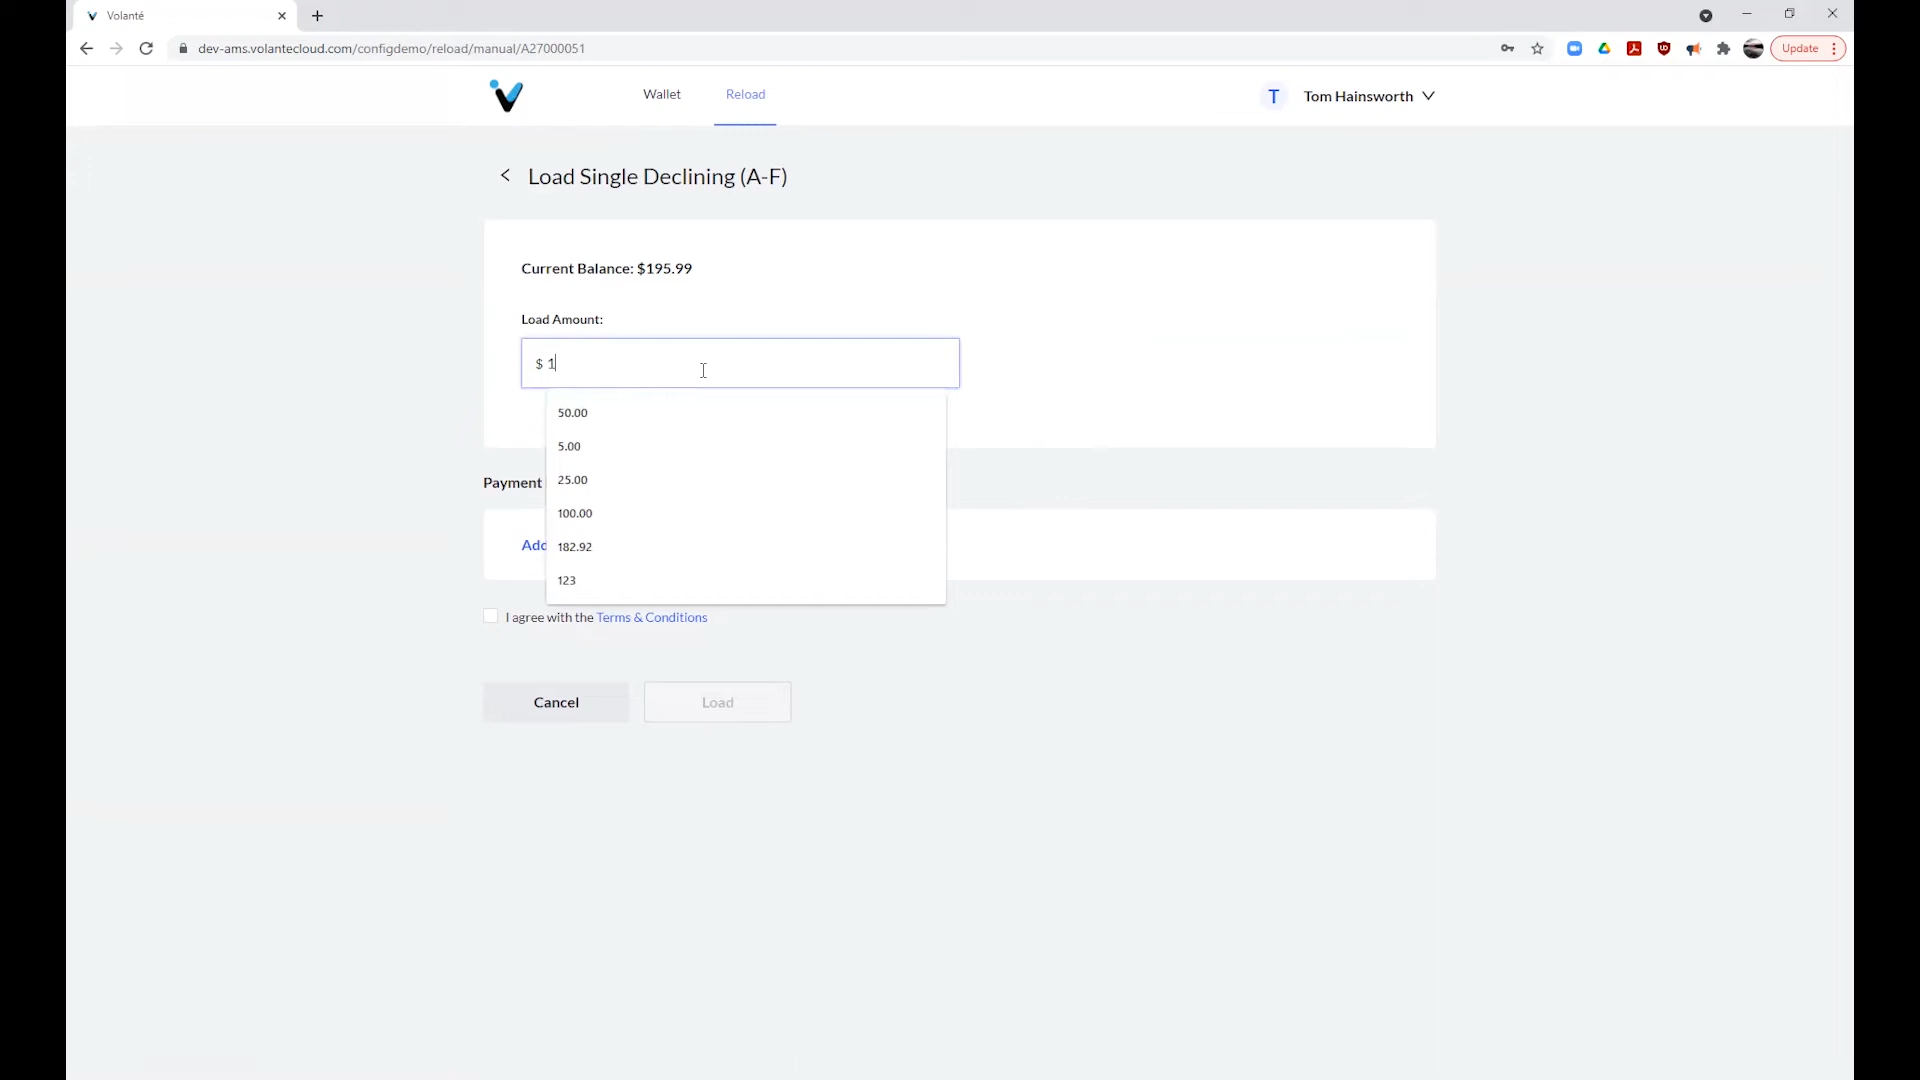 Volanté
dev-ams.volantecloud.com/configdemo/reload/manual/A27000051
Update
Wallet
Reload
T
Tom Hainsworth
Load Single Declining (A-F)
Current Balance: $195.99
Load Amount:
$ 1
50.00
5.00
25.00
100.00
182.92
123
Payment
Add
I agree with the Terms & Conditions
Cancel
Load